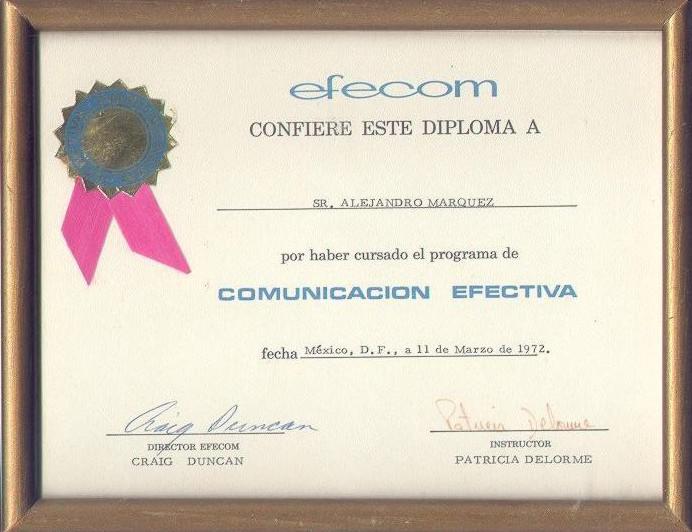 efecom
CONFIERE ESTE DIPLOMA A
SR. ALEJANDRO MARQUEZ
por haber cursado el programa de
COMUNICACION EFECTIVA
fecha México, D.F., a 11 de Marzo de 1972.
Craig Duncan Patricia Delorme
DIRECTOR EFECOM INSTRUCTOR
CRAIG DUNCAN PATRICIA DELORME